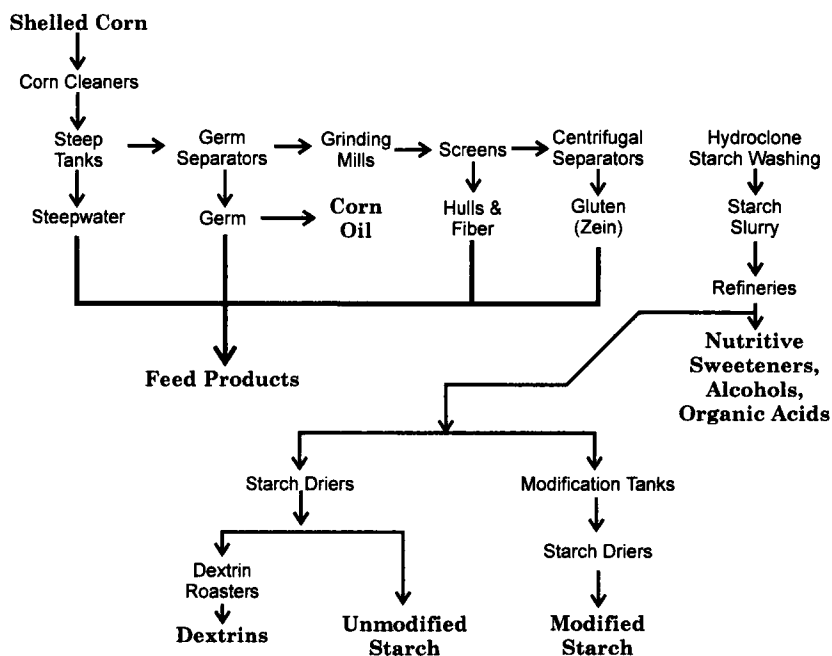 Shelled Corn
Corn Cleaners
Steep
Tanks
Germ
Separators
Grinding
Mills
Screens
Centrifugal
Separators
Hydroclone
Starch Washing
Steepwater
Germ
Corn
Oil
Hulls &
Fiber
Gluten
(Zein)
Starch
Slurry
Refineries
Feed Products
Nutritive
Sweeteners,
Alcohols,
Organic Acids
Starch Driers
Modification Tanks
Starch Driers
Dextrin
Roasters
Dextrins
Unmodified
Starch
Modified
Starch